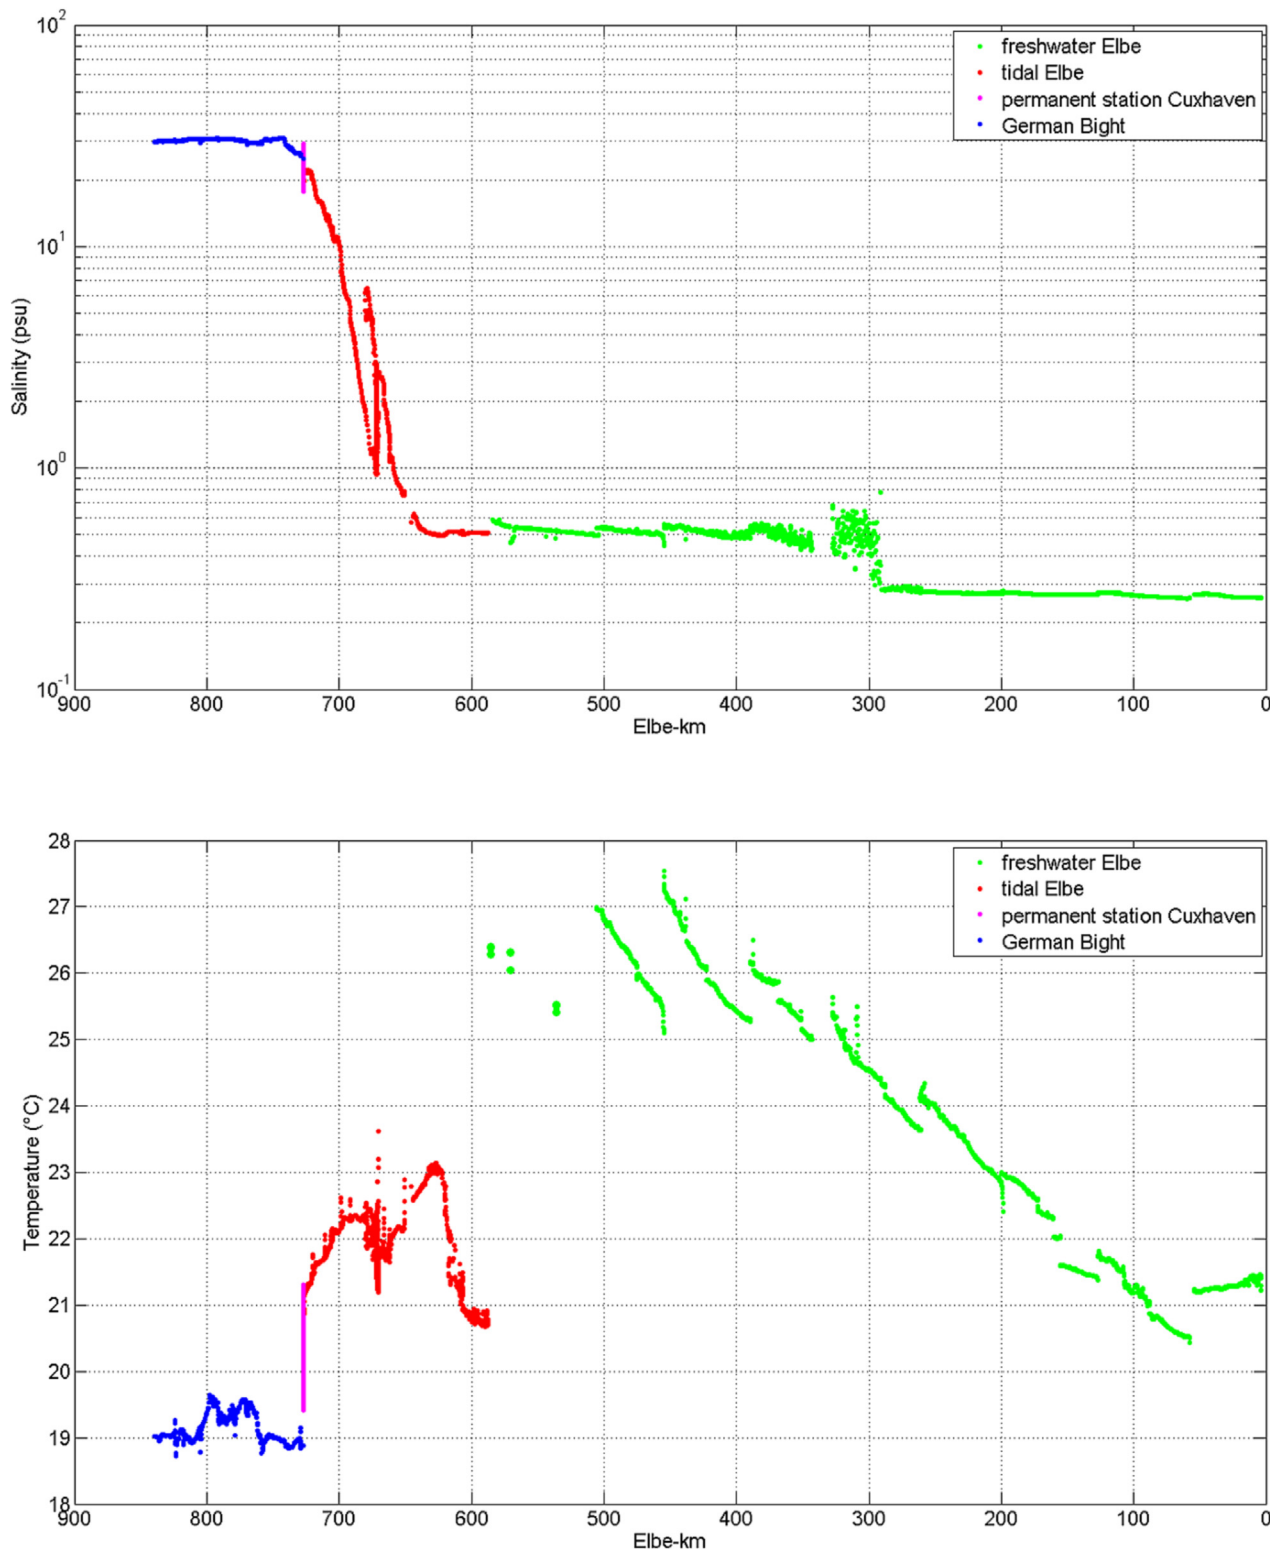 10^2
freshwater Elbe
tidal Elbe
permanent station Cuxhaven
German Bight
10^1
Salinity (psu)
10^0
10^-1
900 800 700 600 500 400 300 200 100 0
Elbe-km
28
freshwater Elbe
tidal Elbe
permanent station Cuxhaven
German Bight
27
26
25
24
23
Temperature (°C)
22
21
20
19
18
900 800 700 600 500 400 300 200 100 0
Elbe-km